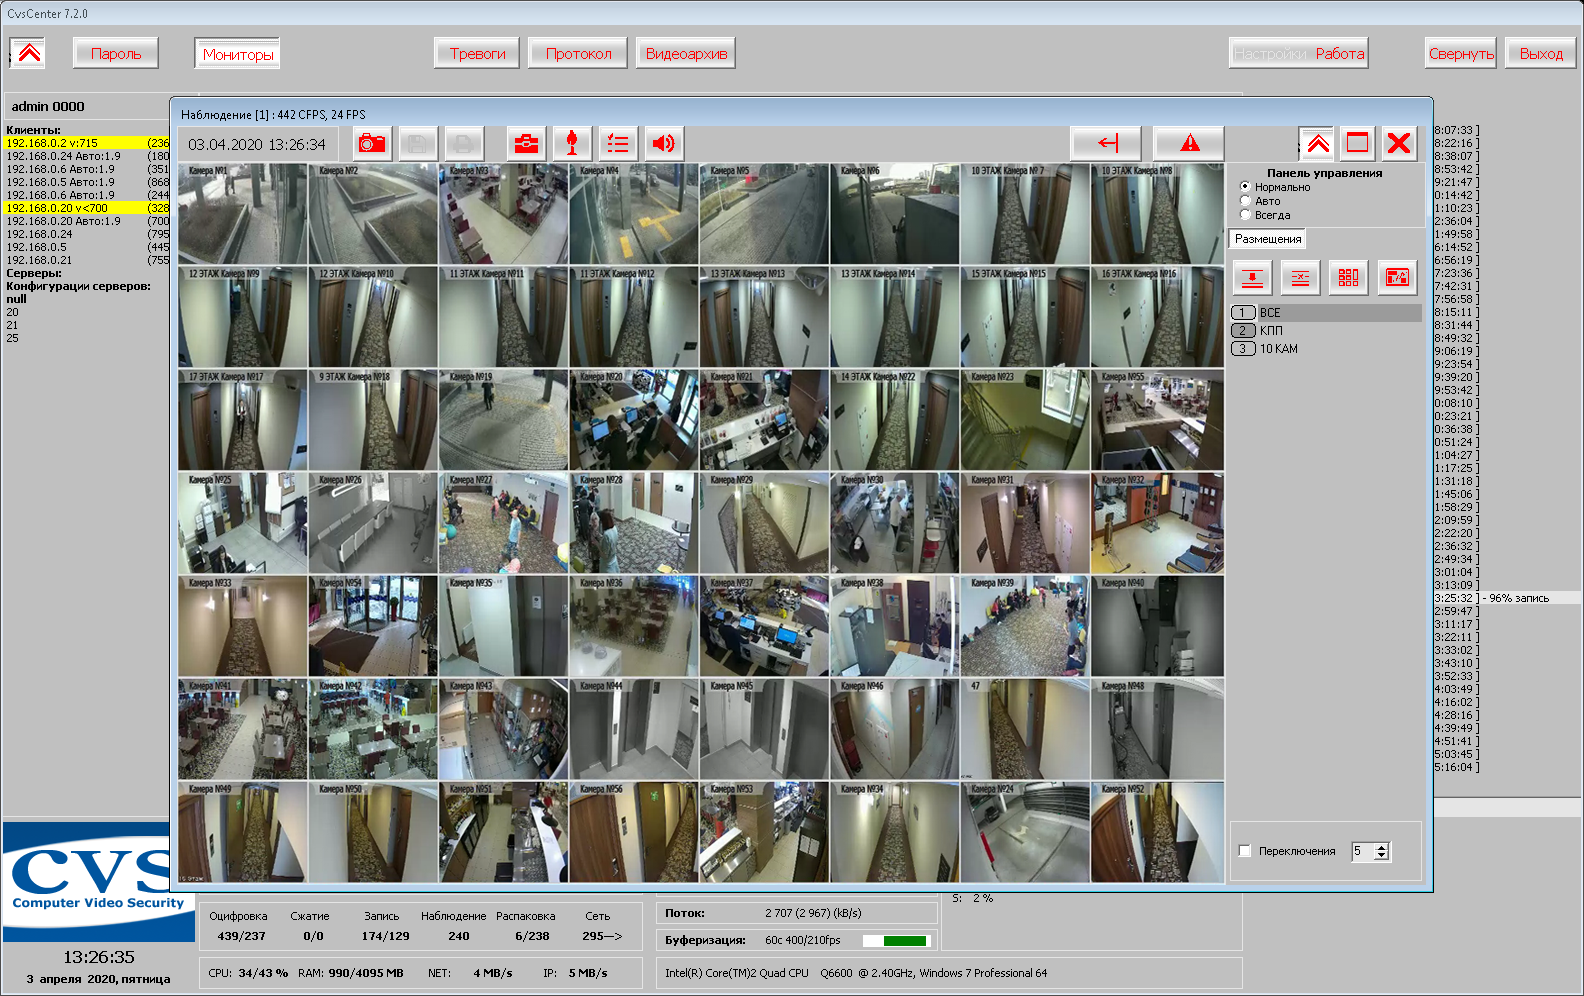 CvsCenter 7.2.0
Пароль
Мониторы
Тревоги
Протокол
Видеоархив
Настройки Работа
Свернуть
Выход
admin 0000
Клиенты:
192.168.0.2 v:715 (236
192.168.0.24 Авто:1.9 (180
192.168.0.6 Авто:1.9 (351
192.168.0.5 Авто:1.9 (868
192.168.0.6 Авто:1.9 (244
192.168.0.20 v<700 (328
192.168.0.20 Авто:1.9 (700
192.168.0.24 (795
192.168.0.5 (445
192.168.0.21 (755
Серверы:
Конфигурации серверов:
null
20
21
25
Наблюдение [1] : 442 CFPS, 24 FPS
03.04.2020 13:26:34
Камера №1
Камера №2
Камера №3
Камера №4
Камера №5
Камера №6
10 ЭТАЖ Камера № 7
10 ЭТАЖ Камера №8
12 ЭТАЖ Камера №9
12 ЭТАЖ Камера №10
11 ЭТАЖ Камера №11
11 ЭТАЖ Камера №12
13 ЭТАЖ Камера №13
13 ЭТАЖ Камера №14
15 ЭТАЖ Камера №15
16 ЭТАЖ Камера №16
17 ЭТАЖ Камера №17
9 ЭТАЖ Камера №18
Камера №19
Камера №20
Камера №21
14 ЭТАЖ Камера №22
Камера №23
Камера №55
Камера №25
Камера №26
Камера №27
Камера №28
Камера №29
Камера №30
Камера №31
Камера №32
Камера №33
Камера №54
Камера №35
Камера №36
Камера №37
Камера №38
Камера №39
Камера №40
Камера №41
Камера №42
Камера №43
Камера №44
Камера №45
Камера №46
47
Камера №48
Камера №49
Камера №50
Камера №51
Камера №56
Камера №53
Камера №34
Камера №24
Камера №52
Панель управления
Нормально
Авто
Всегда
Размещения
1 ВСЕ
2 КПП
3 10 КАМ
Переключения 5
8:07:33 ]
8:22:16 ]
8:38:07 ]
8:53:42 ]
9:21:47 ]
0:14:42 ]
1:10:23 ]
2:36:04 ]
1:49:58 ]
6:14:52 ]
6:56:19 ]
7:23:36 ]
7:42:31 ]
7:56:58 ]
8:15:11 ]
8:31:44 ]
8:49:32 ]
9:06:19 ]
9:23:54 ]
9:39:20 ]
9:53:42 ]
0:08:10 ]
0:23:21 ]
0:36:38 ]
0:51:24 ]
1:04:27 ]
1:17:25 ]
1:31:18 ]
1:45:06 ]
1:58:29 ]
2:09:59 ]
2:22:20 ]
2:36:32 ]
2:49:34 ]
3:01:04 ]
3:13:09 ]
3:25:32 ] - 96% запись
2:59:47 ]
3:11:17 ]
3:22:11 ]
3:33:02 ]
3:43:10 ]
3:52:33 ]
4:03:49 ]
4:16:02 ]
4:28:16 ]
4:39:49 ]
4:51:41 ]
5:03:45 ]
5:16:04 ]
CVS
Computer Video Security
13:26:35
3 апреля 2020, пятница
Оцифровка Сжатие Запись Наблюдение Распаковка Сеть
439/237 0/0 174/129 240 6/238 295-->
CPU: 34/43 % RAM: 990/4095 MB NET: 4 MB/s IP: 5 MB/s
Поток: 2 707 (2 967) (kB/s)
Буферизация: 60с 400/210fps
S: 2 %
Intel(R) Core(TM)2 Quad CPU Q6600 @ 2.40GHz, Windows 7 Professional 64